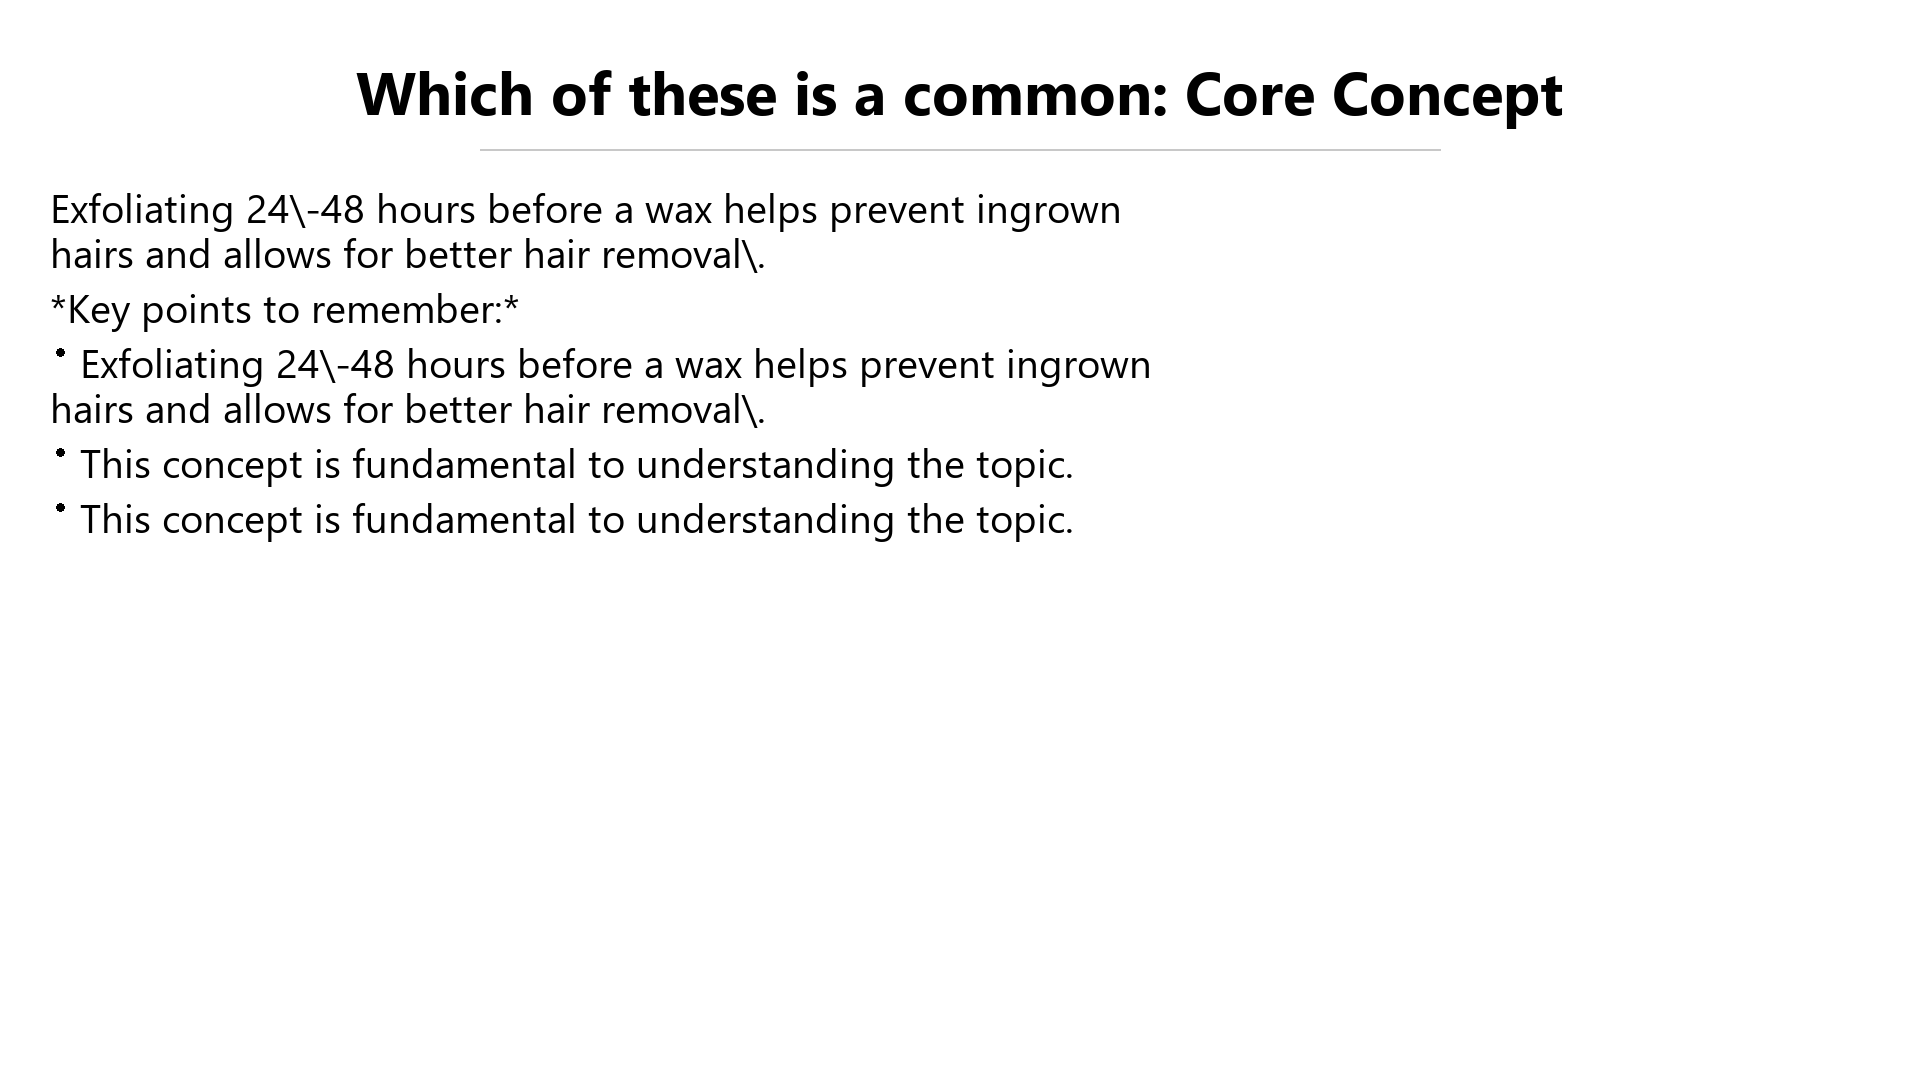 Which of these is a common: Core Concept
Exfoliating 24\-48 hours before a wax helps prevent ingrown
hairs and allows for better hair removal\.
*Key points to remember:*
• Exfoliating 24\-48 hours before a wax helps prevent ingrown
hairs and allows for better hair removal\.
• This concept is fundamental to understanding the topic.
• This concept is fundamental to understanding the topic.